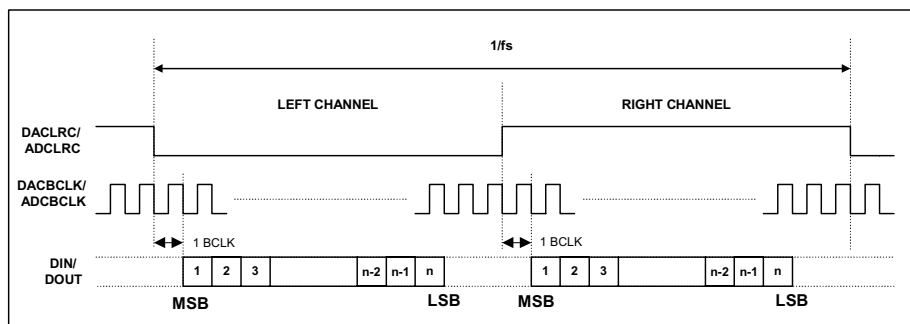 1/fs
LEFT CHANNEL RIGHT CHANNEL
DACLRC/
ADCLRC
DACBCLK/
ADCBCLK
1 BCLK 1 BCLK
DIN/
DOUT
1 2 3 n-2 n-1 n 1 2 3 n-2 n-1 n
MSB LSB MSB LSB